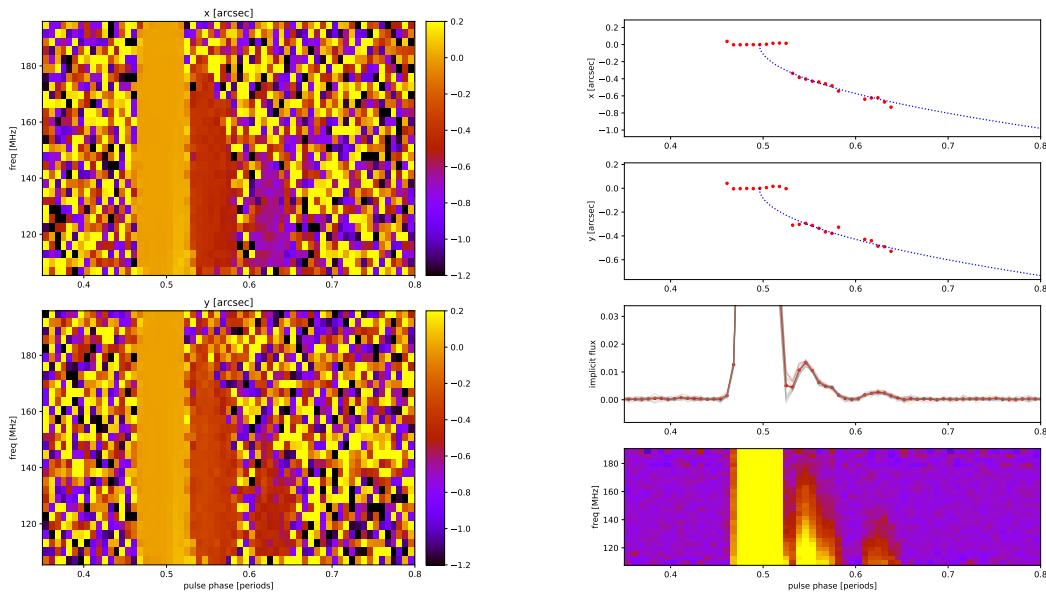 x [arcsec]
freq [MHz]
180
160
140
120
0.4 0.5 0.6 0.7 0.8
0.2
0.0
−0.2
−0.4
−0.6
−0.8
−1.0
−1.2
y [arcsec]
freq [MHz]
180
160
140
120
0.4 0.5 0.6 0.7 0.8
pulse phase [periods]
0.2
0.0
−0.2
−0.4
−0.6
−0.8
−1.0
−1.2
x [arcsec]
0.2
0.0
−0.2
−0.4
−0.6
−0.8
−1.0
0.4 0.5 0.6 0.7 0.8
y [arcsec]
0.2
0.0
−0.2
−0.4
−0.6
0.4 0.5 0.6 0.7 0.8
implicit flux
0.03
0.02
0.01
0.00
0.4 0.5 0.6 0.7 0.8
freq [MHz]
180
160
140
120
0.4 0.5 0.6 0.7 0.8
pulse phase [periods]